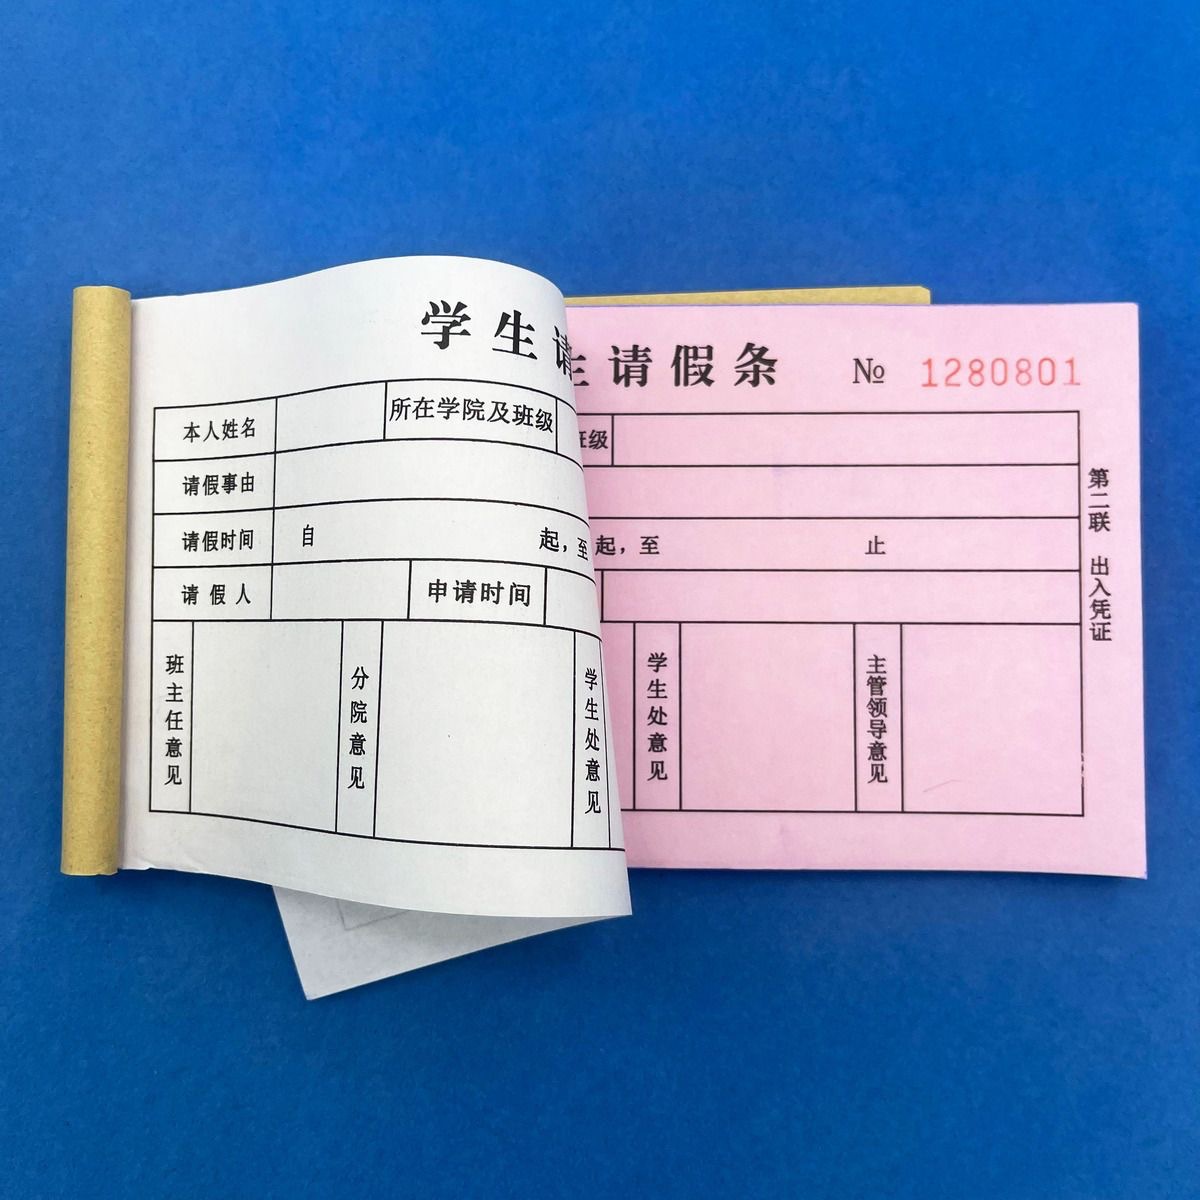 学生请
本人姓名 所在学院及班级
请假事由
请假时间 自 起，至
请假人 申请时间
班主任意见
分院意见
学生处意见
生请假条 № 1280801
班级
起，至 止
学生处意见
主管领导意见
第二联 出入凭证